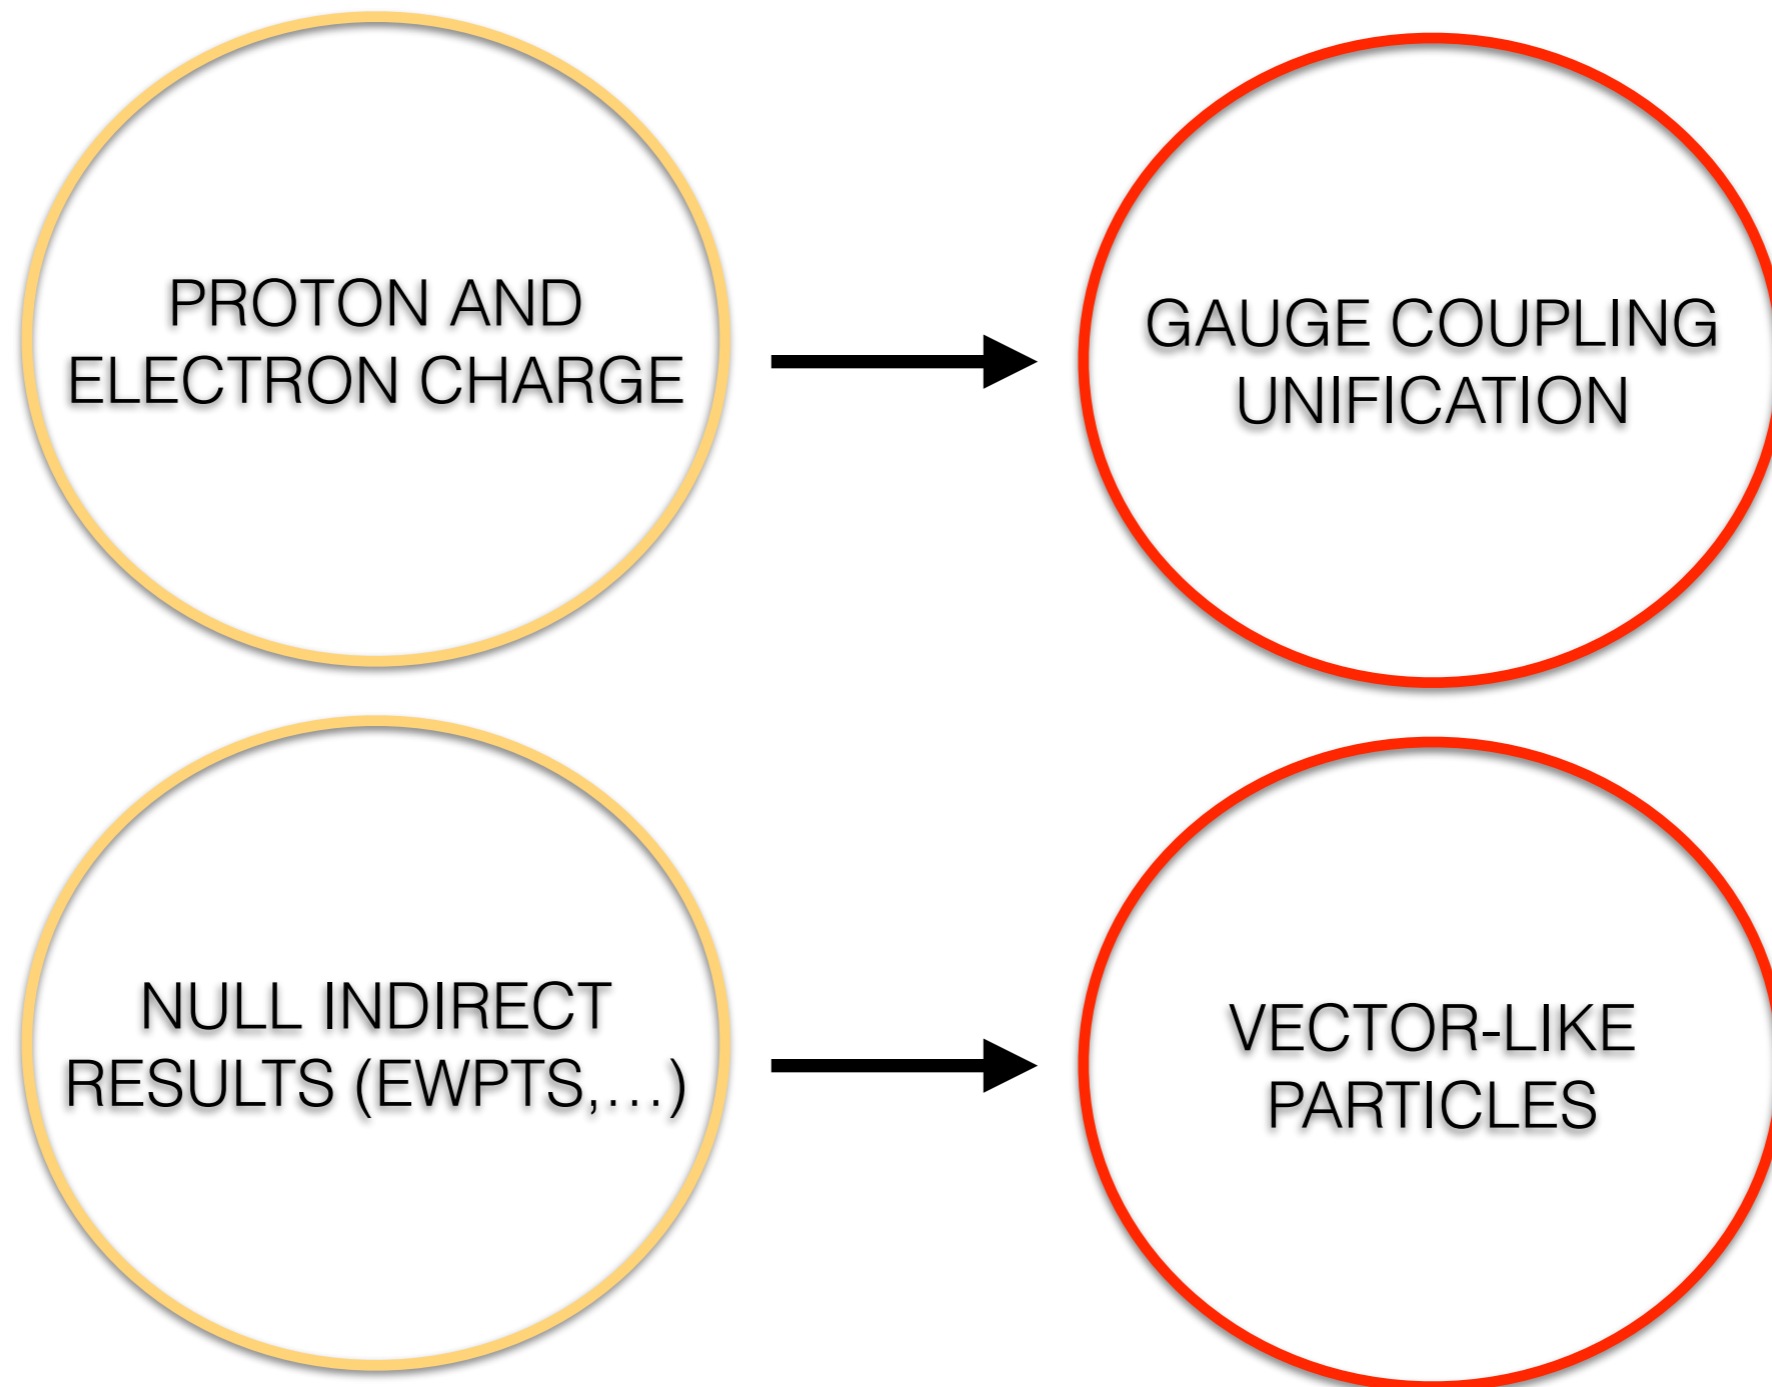 PROTON AND
ELECTRON CHARGE
GAUGE COUPLING
UNIFICATION
NULL INDIRECT
RESULTS (EWPTS,...)
VECTOR-LIKE
PARTICLES